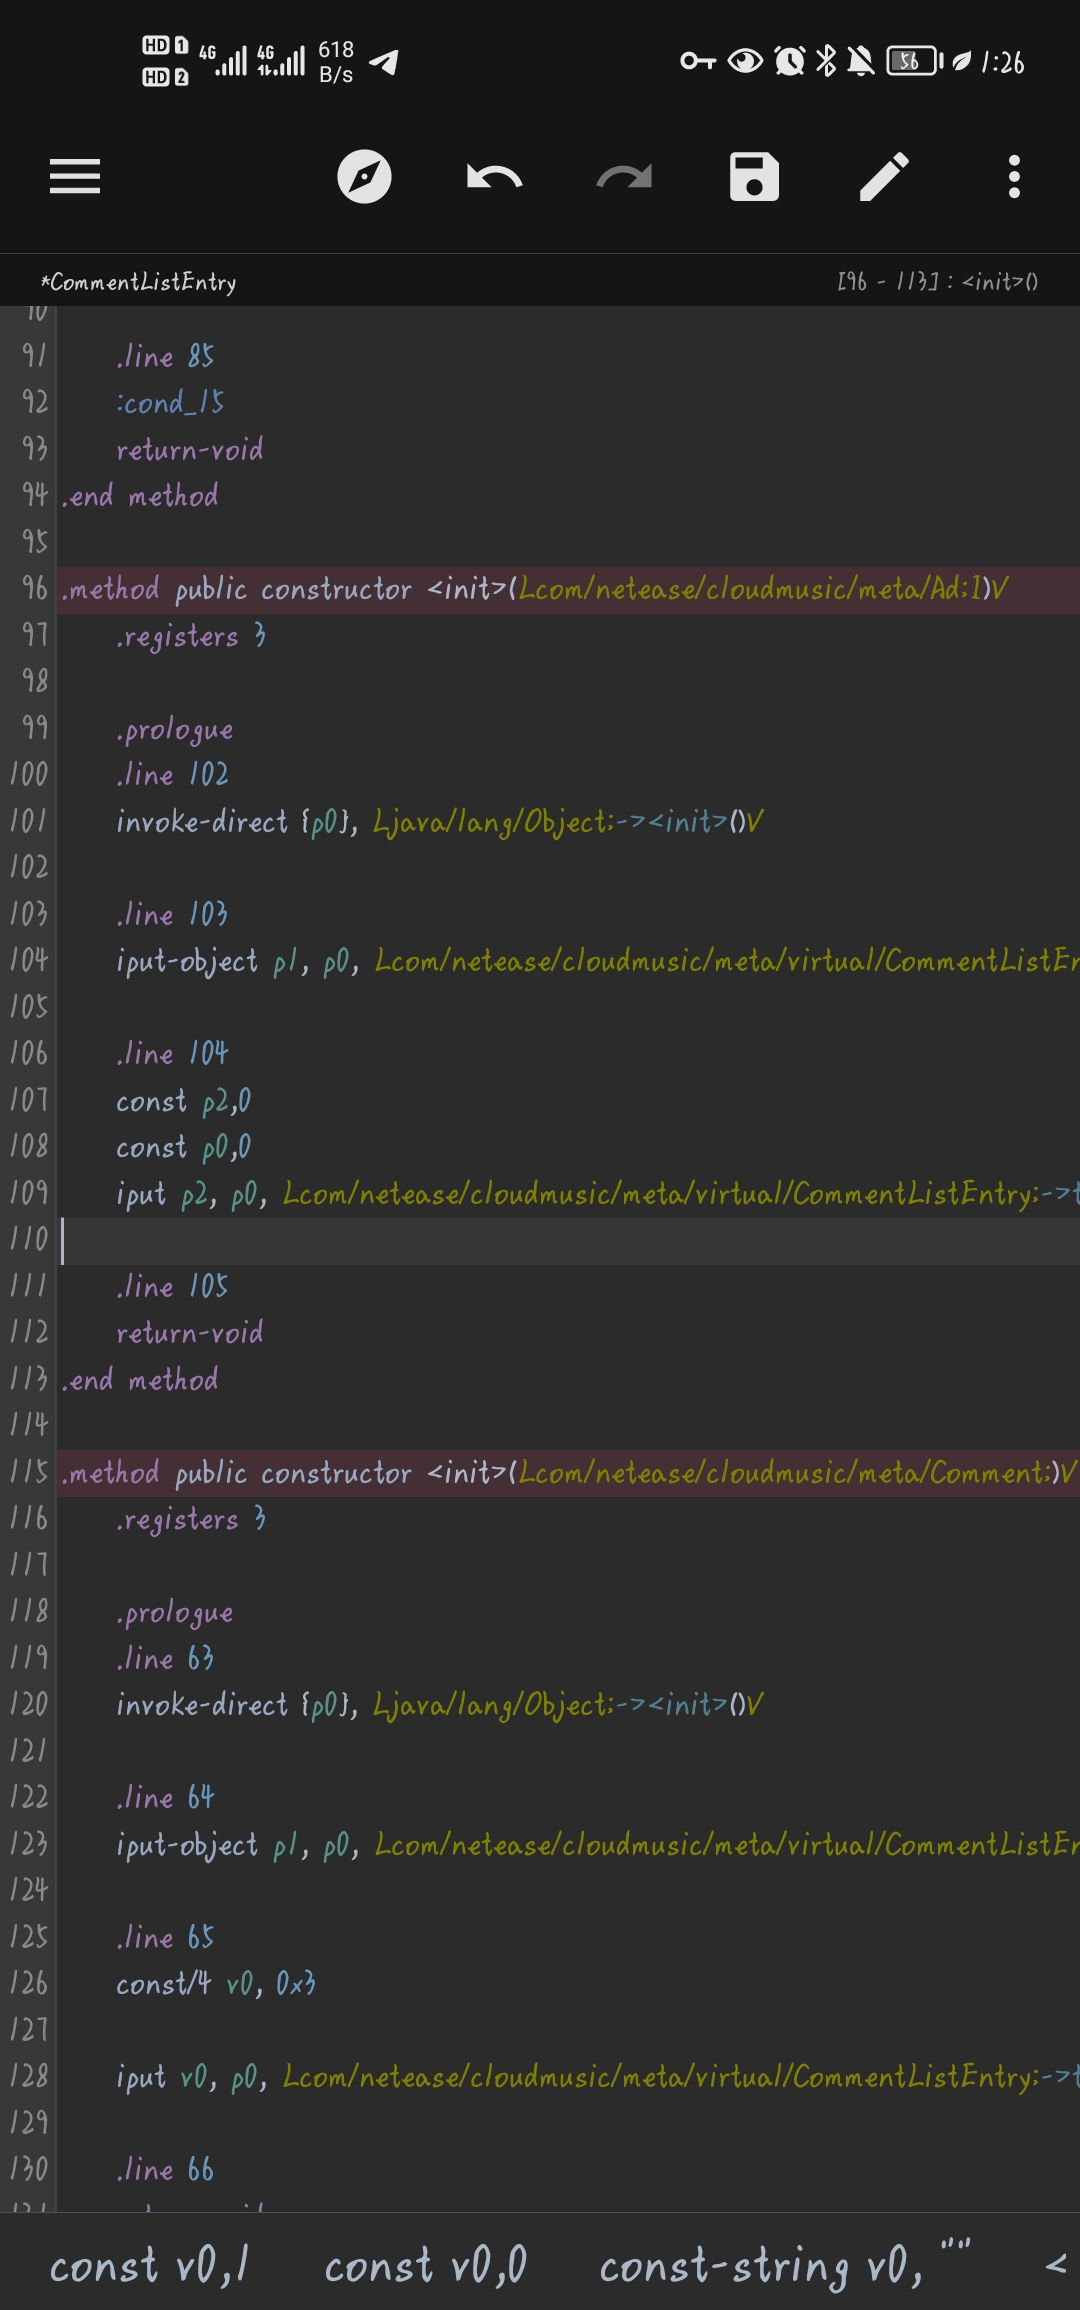 HD 1 4G 4G 618 56 1:26
HD 2 B/s
*CommentListEntry [96 - 113] : <init>()
90
91 .line 85
92 :cond_15
93 return-void
94 .end method
95
96 .method public constructor <init>(Lcom/netease/cloudmusic/meta/Ad;I)V
97 .registers 3
98
99 .prologue
100 .line 102
101 invoke-direct {p0}, Ljava/lang/Object;-><init>()V
102
103 .line 103
104 iput-object p1, p0, Lcom/netease/cloudmusic/meta/virtual/CommentListEr
105
106 .line 104
107 const p2,0
108 const p0,0
109 iput p2, p0, Lcom/netease/cloudmusic/meta/virtual/CommentListEntry;->t
110
111 .line 105
112 return-void
113 .end method
114
115 .method public constructor <init>(Lcom/netease/cloudmusic/meta/Comment;)V
116 .registers 3
117
118 .prologue
119 .line 63
120 invoke-direct {p0}, Ljava/lang/Object;-><init>()V
121
122 .line 64
123 iput-object p1, p0, Lcom/netease/cloudmusic/meta/virtual/CommentListEr
124
125 .line 65
126 const/4 v0, 0x3
127
128 iput v0, p0, Lcom/netease/cloudmusic/meta/virtual/CommentListEntry;->t
129
130 .line 66
const v0,1 const v0,0 const-string v0, "" <